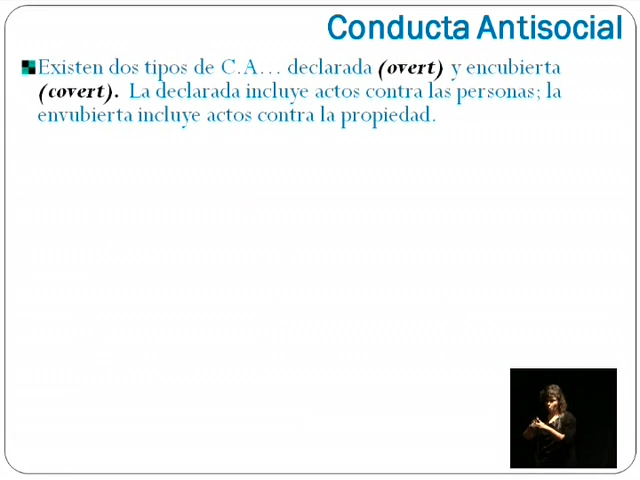 Conducta Antisocial
Existen dos tipos de C.A… declarada (overt) y encubierta
(covert). La declarada incluye actos contra las personas; la
envubierta incluye actos contra la propiedad.